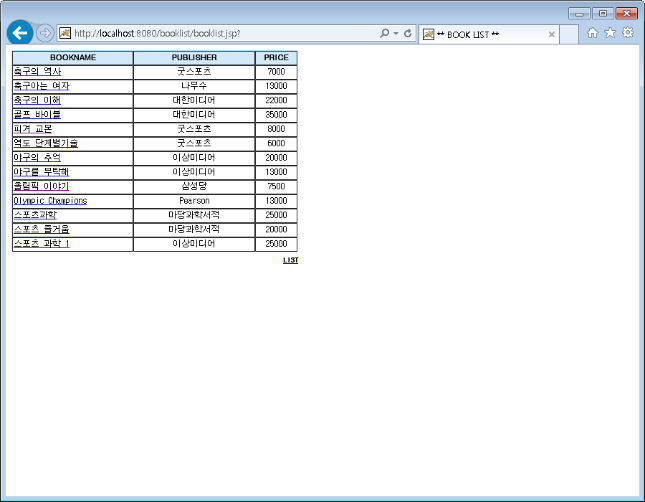 http://localhost:8080/booklist/booklist.jsp?
** BOOK LIST **
BOOKNAME PUBLISHER PRICE
축구의 역사 굿스포츠 7000
축구아는 여자 나무수 13000
축구의 이해 대한미디어 22000
골프 바이블 대한미디어 35000
피겨 교본 굿스포츠 8000
역도 단계별기술 굿스포츠 6000
야구의 추억 이상미디어 20000
야구를 부탁해 이상미디어 13000
올림픽 이야기 삼성당 7500
Olympic Champions Pearson 13000
스포츠과학 마당과학서적 25000
스포츠 즐거움 마당과학서적 20000
스포츠 과학 1 이상미디어 25000
LIST